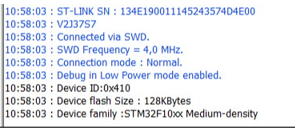 10:58:03 : ST-LINK SN : 134E190011145243574D4E00
10:58:03 : V2J37S7
10:58:03 : Connected via SWD.
10:58:03 : SWD Frequency = 4,0 MHz.
10:58:03 : Connection mode : Normal.
10:58:03 : Debug in Low Power mode enabled.
10:58:03 : Device ID:0x410
10:58:03 : Device flash Size : 128KBytes
10:58:03 : Device family :STM32F10xx Medium-density